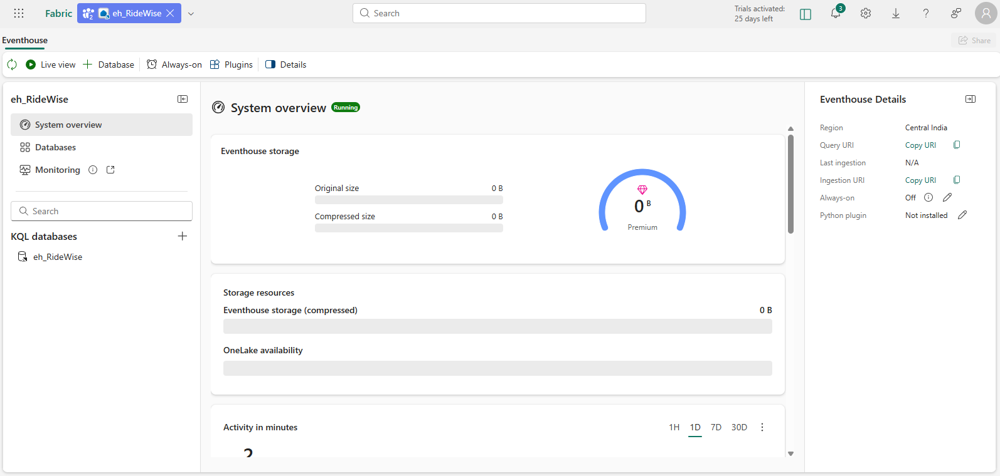 Fabric
2
eh_RideWise
Search
Trials activated:
25 days left
3
Eventhouse
Share
Live view
Database
Always-on
Plugins
Details
eh_RideWise
System overview
Databases
Monitoring
Search
KQL databases
eh_RideWise
System overview
Running
Eventhouse storage
Original size 0 B
Compressed size 0 B
0 B
Premium
Storage resources
Eventhouse storage (compressed) 0 B
OneLake availability
Activity in minutes
1H 1D 7D 30D
2
Eventhouse Details
Region Central India
Query URI Copy URI
Last ingestion N/A
Ingestion URI Copy URI
Always-on Off
Python plugin Not installed